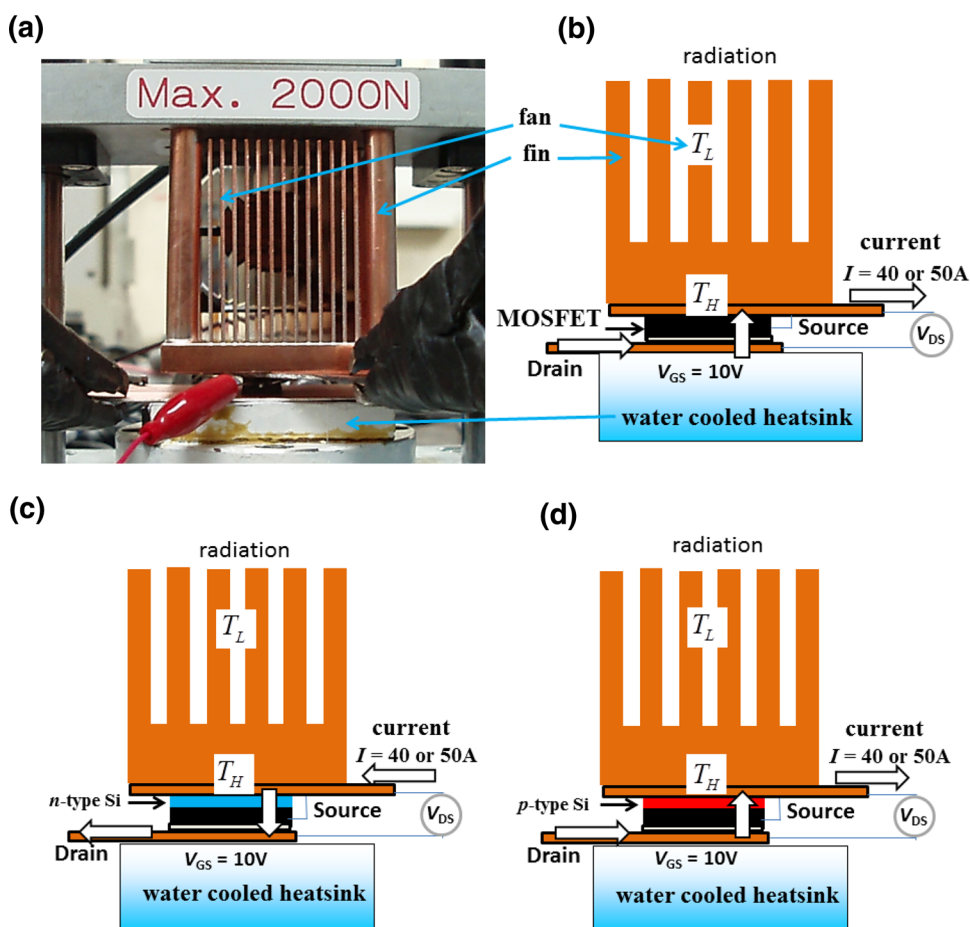 (a)
Max. 2000N
fan
fin
(b)
radiation
T_L
T_H
current
I = 40 or 50A
MOSFET
Source
V_DS
Drain
V_GS = 10V
water cooled heatsink
(c)
radiation
T_L
current
I = 40 or 50A
T_H
n-type Si
Source
V_DS
Drain
V_GS = 10V
water cooled heatsink
(d)
radiation
T_L
current
I = 40 or 50A
T_H
p-type Si
Source
V_DS
Drain
V_GS = 10V
water cooled heatsink